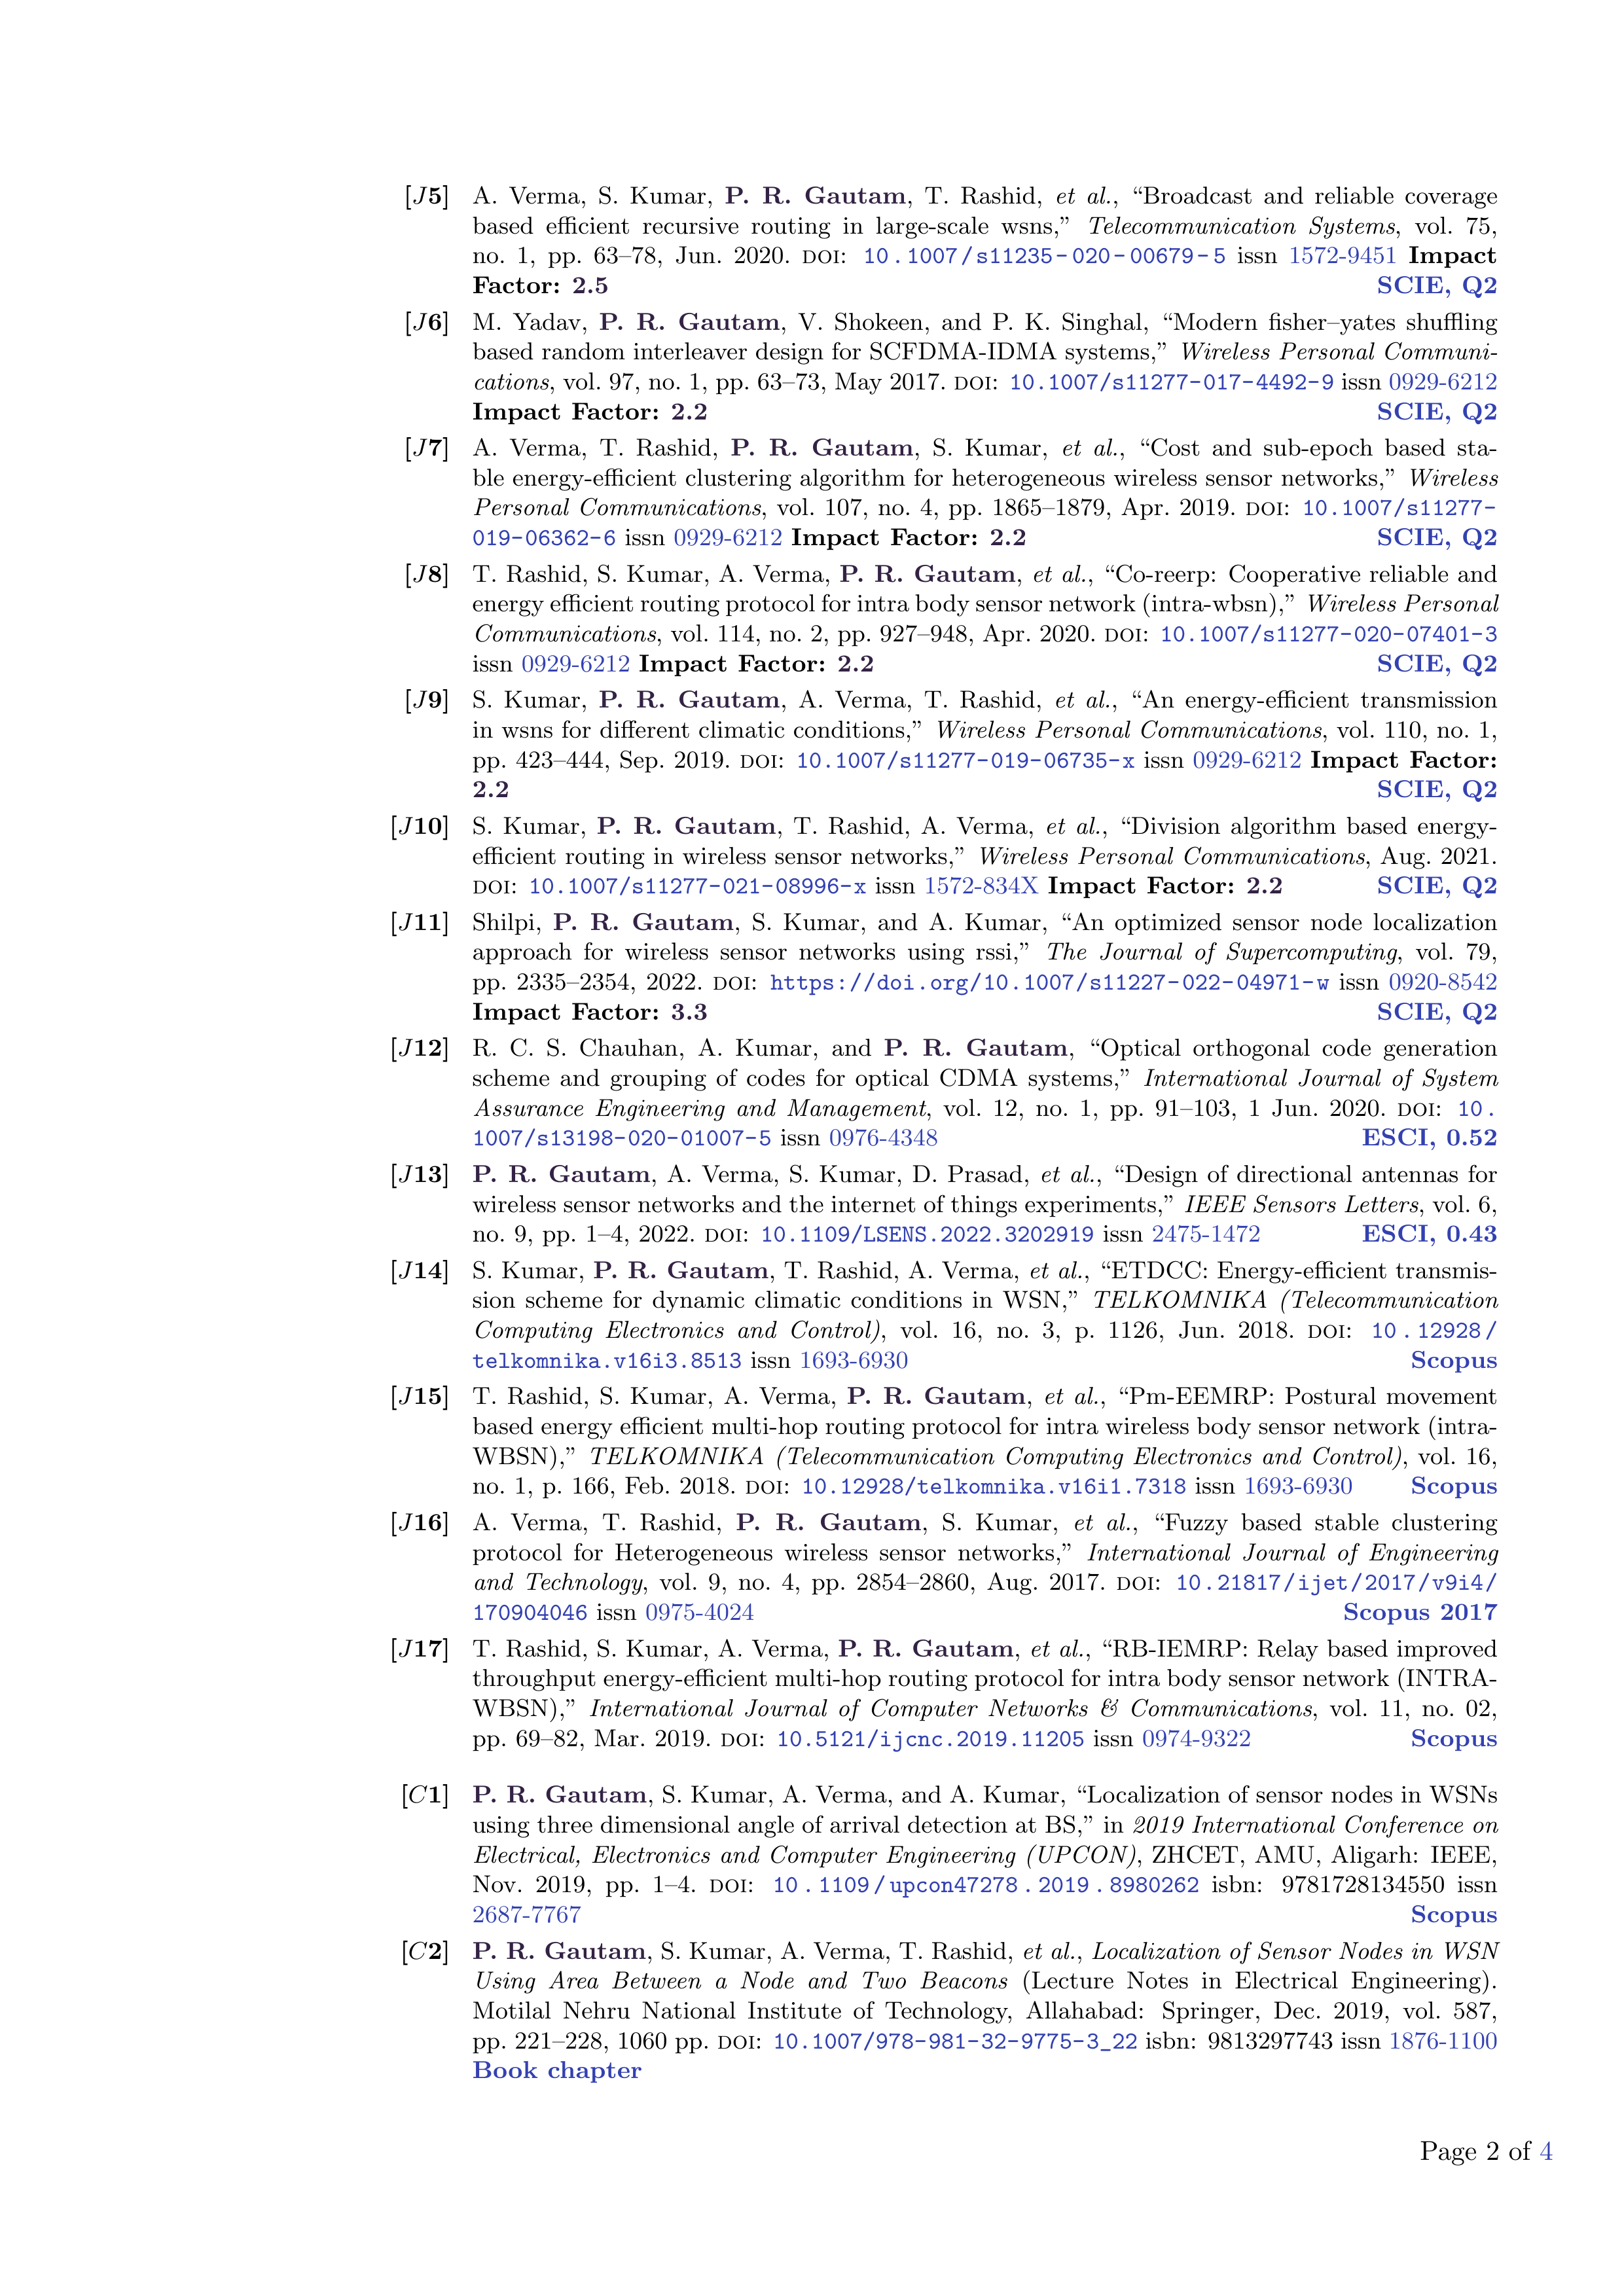 [J5] A. Verma, S. Kumar, P. R. Gautam, T. Rashid, et al., “Broadcast and reliable coverage
based efficient recursive routing in large-scale wsns,” Telecommunication Systems, vol. 75,
no. 1, pp. 63–78, Jun. 2020. DOI: 10.1007/s11235-020-00679-5 issn 1572-9451 Impact
Factor: 2.5 SCIE, Q2
[J6] M. Yadav, P. R. Gautam, V. Shokeen, and P. K. Singhal, “Modern fisher–yates shuffling
based random interleaver design for SCFDMA-IDMA systems,” Wireless Personal Communi-
cations, vol. 97, no. 1, pp. 63–73, May 2017. DOI: 10.1007/s11277-017-4492-9 issn 0929-6212
Impact Factor: 2.2 SCIE, Q2
[J7] A. Verma, T. Rashid, P. R. Gautam, S. Kumar, et al., “Cost and sub-epoch based sta-
ble energy-efficient clustering algorithm for heterogeneous wireless sensor networks,” Wireless
Personal Communications, vol. 107, no. 4, pp. 1865–1879, Apr. 2019. DOI: 10.1007/s11277-
019-06362-6 issn 0929-6212 Impact Factor: 2.2 SCIE, Q2
[J8] T. Rashid, S. Kumar, A. Verma, P. R. Gautam, et al., “Co-reerp: Cooperative reliable and
energy efficient routing protocol for intra body sensor network (intra-wbsn),” Wireless Personal
Communications, vol. 114, no. 2, pp. 927–948, Apr. 2020. DOI: 10.1007/s11277-020-07401-3
issn 0929-6212 Impact Factor: 2.2 SCIE, Q2
[J9] S. Kumar, P. R. Gautam, A. Verma, T. Rashid, et al., “An energy-efficient transmission
in wsns for different climatic conditions,” Wireless Personal Communications, vol. 110, no. 1,
pp. 423–444, Sep. 2019. DOI: 10.1007/s11277-019-06735-x issn 0929-6212 Impact Factor:
2.2 SCIE, Q2
[J10] S. Kumar, P. R. Gautam, T. Rashid, A. Verma, et al., “Division algorithm based energy-
efficient routing in wireless sensor networks,” Wireless Personal Communications, Aug. 2021.
DOI: 10.1007/s11277-021-08996-x issn 1572-834X Impact Factor: 2.2 SCIE, Q2
[J11] Shilpi, P. R. Gautam, S. Kumar, and A. Kumar, “An optimized sensor node localization
approach for wireless sensor networks using rssi,” The Journal of Supercomputing, vol. 79,
pp. 2335–2354, 2022. DOI: https://doi.org/10.1007/s11227-022-04971-w issn 0920-8542
Impact Factor: 3.3 SCIE, Q2
[J12] R. C. S. Chauhan, A. Kumar, and P. R. Gautam, “Optical orthogonal code generation
scheme and grouping of codes for optical CDMA systems,” International Journal of System
Assurance Engineering and Management, vol. 12, no. 1, pp. 91–103, 1 Jun. 2020. DOI: 10.
1007/s13198-020-01007-5 issn 0976-4348 ESCI, 0.52
[J13] P. R. Gautam, A. Verma, S. Kumar, D. Prasad, et al., “Design of directional antennas for
wireless sensor networks and the internet of things experiments,” IEEE Sensors Letters, vol. 6,
no. 9, pp. 1–4, 2022. DOI: 10.1109/LSENS.2022.3202919 issn 2475-1472 ESCI, 0.43
[J14] S. Kumar, P. R. Gautam, T. Rashid, A. Verma, et al., “ETDCC: Energy-efficient transmis-
sion scheme for dynamic climatic conditions in WSN,” TELKOMNIKA (Telecommunication
Computing Electronics and Control), vol. 16, no. 3, p. 1126, Jun. 2018. DOI: 10.12928/
telkomnika.v16i3.8513 issn 1693-6930 Scopus
[J15] T. Rashid, S. Kumar, A. Verma, P. R. Gautam, et al., “Pm-EEMRP: Postural movement
based energy efficient multi-hop routing protocol for intra wireless body sensor network (intra-
WBSN),” TELKOMNIKA (Telecommunication Computing Electronics and Control), vol. 16,
no. 1, p. 166, Feb. 2018. DOI: 10.12928/telkomnika.v16i1.7318 issn 1693-6930 Scopus
[J16] A. Verma, T. Rashid, P. R. Gautam, S. Kumar, et al., “Fuzzy based stable clustering
protocol for Heterogeneous wireless sensor networks,” International Journal of Engineering
and Technology, vol. 9, no. 4, pp. 2854–2860, Aug. 2017. DOI: 10.21817/ijet/2017/v9i4/
170904046 issn 0975-4024 Scopus 2017
[J17] T. Rashid, S. Kumar, A. Verma, P. R. Gautam, et al., “RB-IEMRP: Relay based improved
throughput energy-efficient multi-hop routing protocol for intra body sensor network (INTRA-
WBSN),” International Journal of Computer Networks & Communications, vol. 11, no. 02,
pp. 69–82, Mar. 2019. DOI: 10.5121/ijcnc.2019.11205 issn 0974-9322 Scopus
[C1] P. R. Gautam, S. Kumar, A. Verma, and A. Kumar, “Localization of sensor nodes in WSNs
using three dimensional angle of arrival detection at BS,” in 2019 International Conference on
Electrical, Electronics and Computer Engineering (UPCON), ZHCET, AMU, Aligarh: IEEE,
Nov. 2019, pp. 1–4. DOI: 10.1109/upcon47278.2019.8980262 isbn: 9781728134550 issn
2687-7767 Scopus
[C2] P. R. Gautam, S. Kumar, A. Verma, T. Rashid, et al., Localization of Sensor Nodes in WSN
Using Area Between a Node and Two Beacons (Lecture Notes in Electrical Engineering).
Motilal Nehru National Institute of Technology, Allahabad: Springer, Dec. 2019, vol. 587,
pp. 221–228, 1060 pp. DOI: 10.1007/978-981-32-9775-3_22 isbn: 9813297743 issn 1876-1100
Book chapter
Page 2 of 4